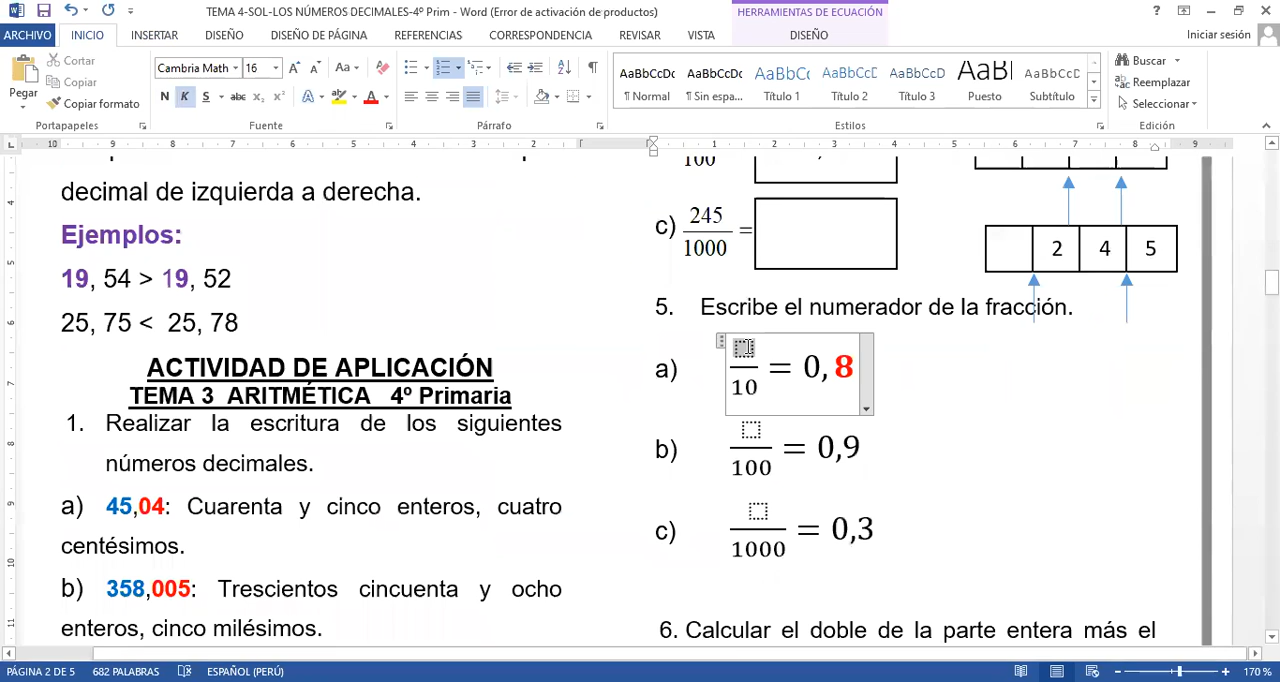 TEMA 4-SOL-LOS NÚMEROS DECIMALES-4º Prim - Word (Error de activación de productos)
HERRAMIENTAS DE ECUACIÓN
ARCHIVO INICIO INSERTAR DISEÑO DISEÑO DE PÁGINA REFERENCIAS CORRESPONDENCIA REVISAR VISTA DISEÑO Iniciar sesión
Pegar
Cortar
Copiar
Copiar formato
Portapapeles
Cambria Math 16
Fuente
Párrafo
AaBbCcDc AaBbCcDc AaBbCc AaBbCcD AaBbCcD AaBl AaBbCcD
¶ Normal ¶ Sin espa... Título 1 Título 2 Título 3 Puesto Subtítulo
Estilos
Buscar
Reemplazar
Seleccionar
Edición
decimal de izquierda a derecha.
Ejemplos:
19, 54 > 19, 52
25, 75 < 25, 78
ACTIVIDAD DE APLICACIÓN
TEMA 3 ARITMÉTICA 4º Primaria
1. Realizar la escritura de los siguientes
números decimales.
a) 45,04: Cuarenta y cinco enteros, cuatro
centésimos.
b) 358,005: Trescientos cincuenta y ocho
enteros, cinco milésimos.
100
c) 245/1000 =
2 4 5
5. Escribe el numerador de la fracción.
a) ⬚/10 = 0, 8
b) ⬚/100 = 0,9
c) ⬚/1000 = 0,3
6. Calcular el doble de la parte entera más el
PÁGINA 2 DE 5 682 PALABRAS ESPAÑOL (PERÚ) 170 %